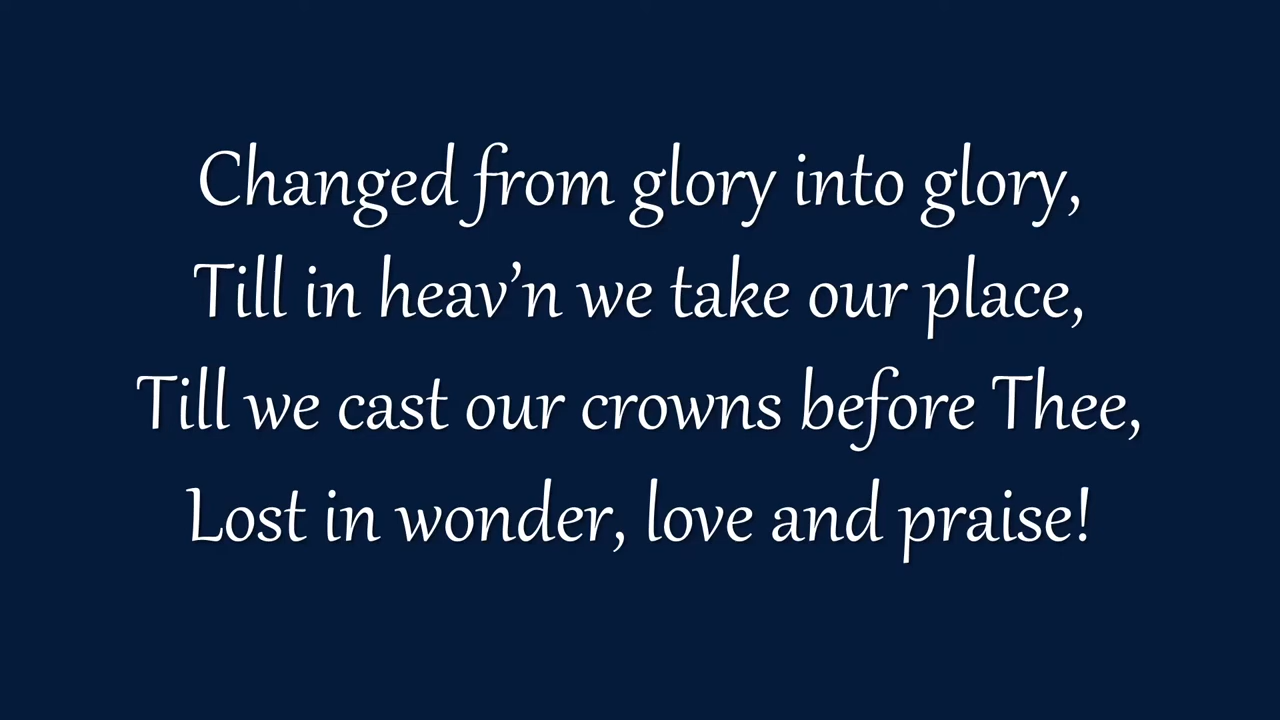 Changed from glory into glory,
Till in heav’n we take our place,
Till we cast our crowns before Thee,
Lost in wonder, love and praise!